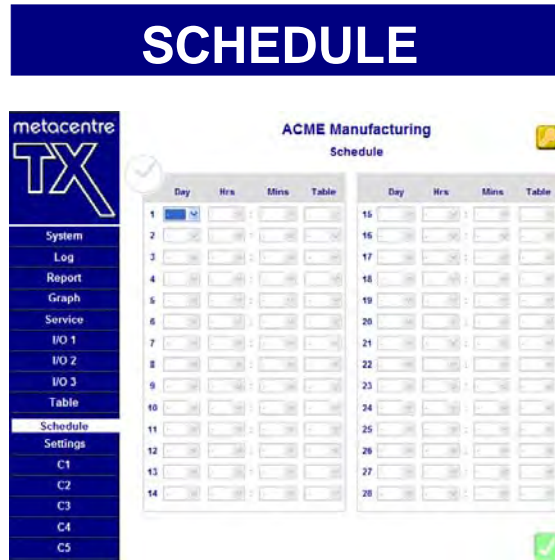 SCHEDULE
metacentre
TX
ACME Manufacturing
Schedule
System
Log
Report
Graph
Service
I/O 1
I/O 2
I/O 3
Table
Schedule
Settings
C1
C2
C3
C4
C5
Day Hrs Mins Table
1 - :
2 - :
3 - :
4 - :
5 - :
6 - :
7 - :
8 - :
9 - :
10 - :
11 - :
12 - :
13 - :
14 - :
Day Hrs Mins Table
15 - :
16 - :
17 - :
18 - :
19 - :
20 - :
21 - :
22 - :
23 - :
24 - :
25 - :
26 - :
27 - :
28 - :